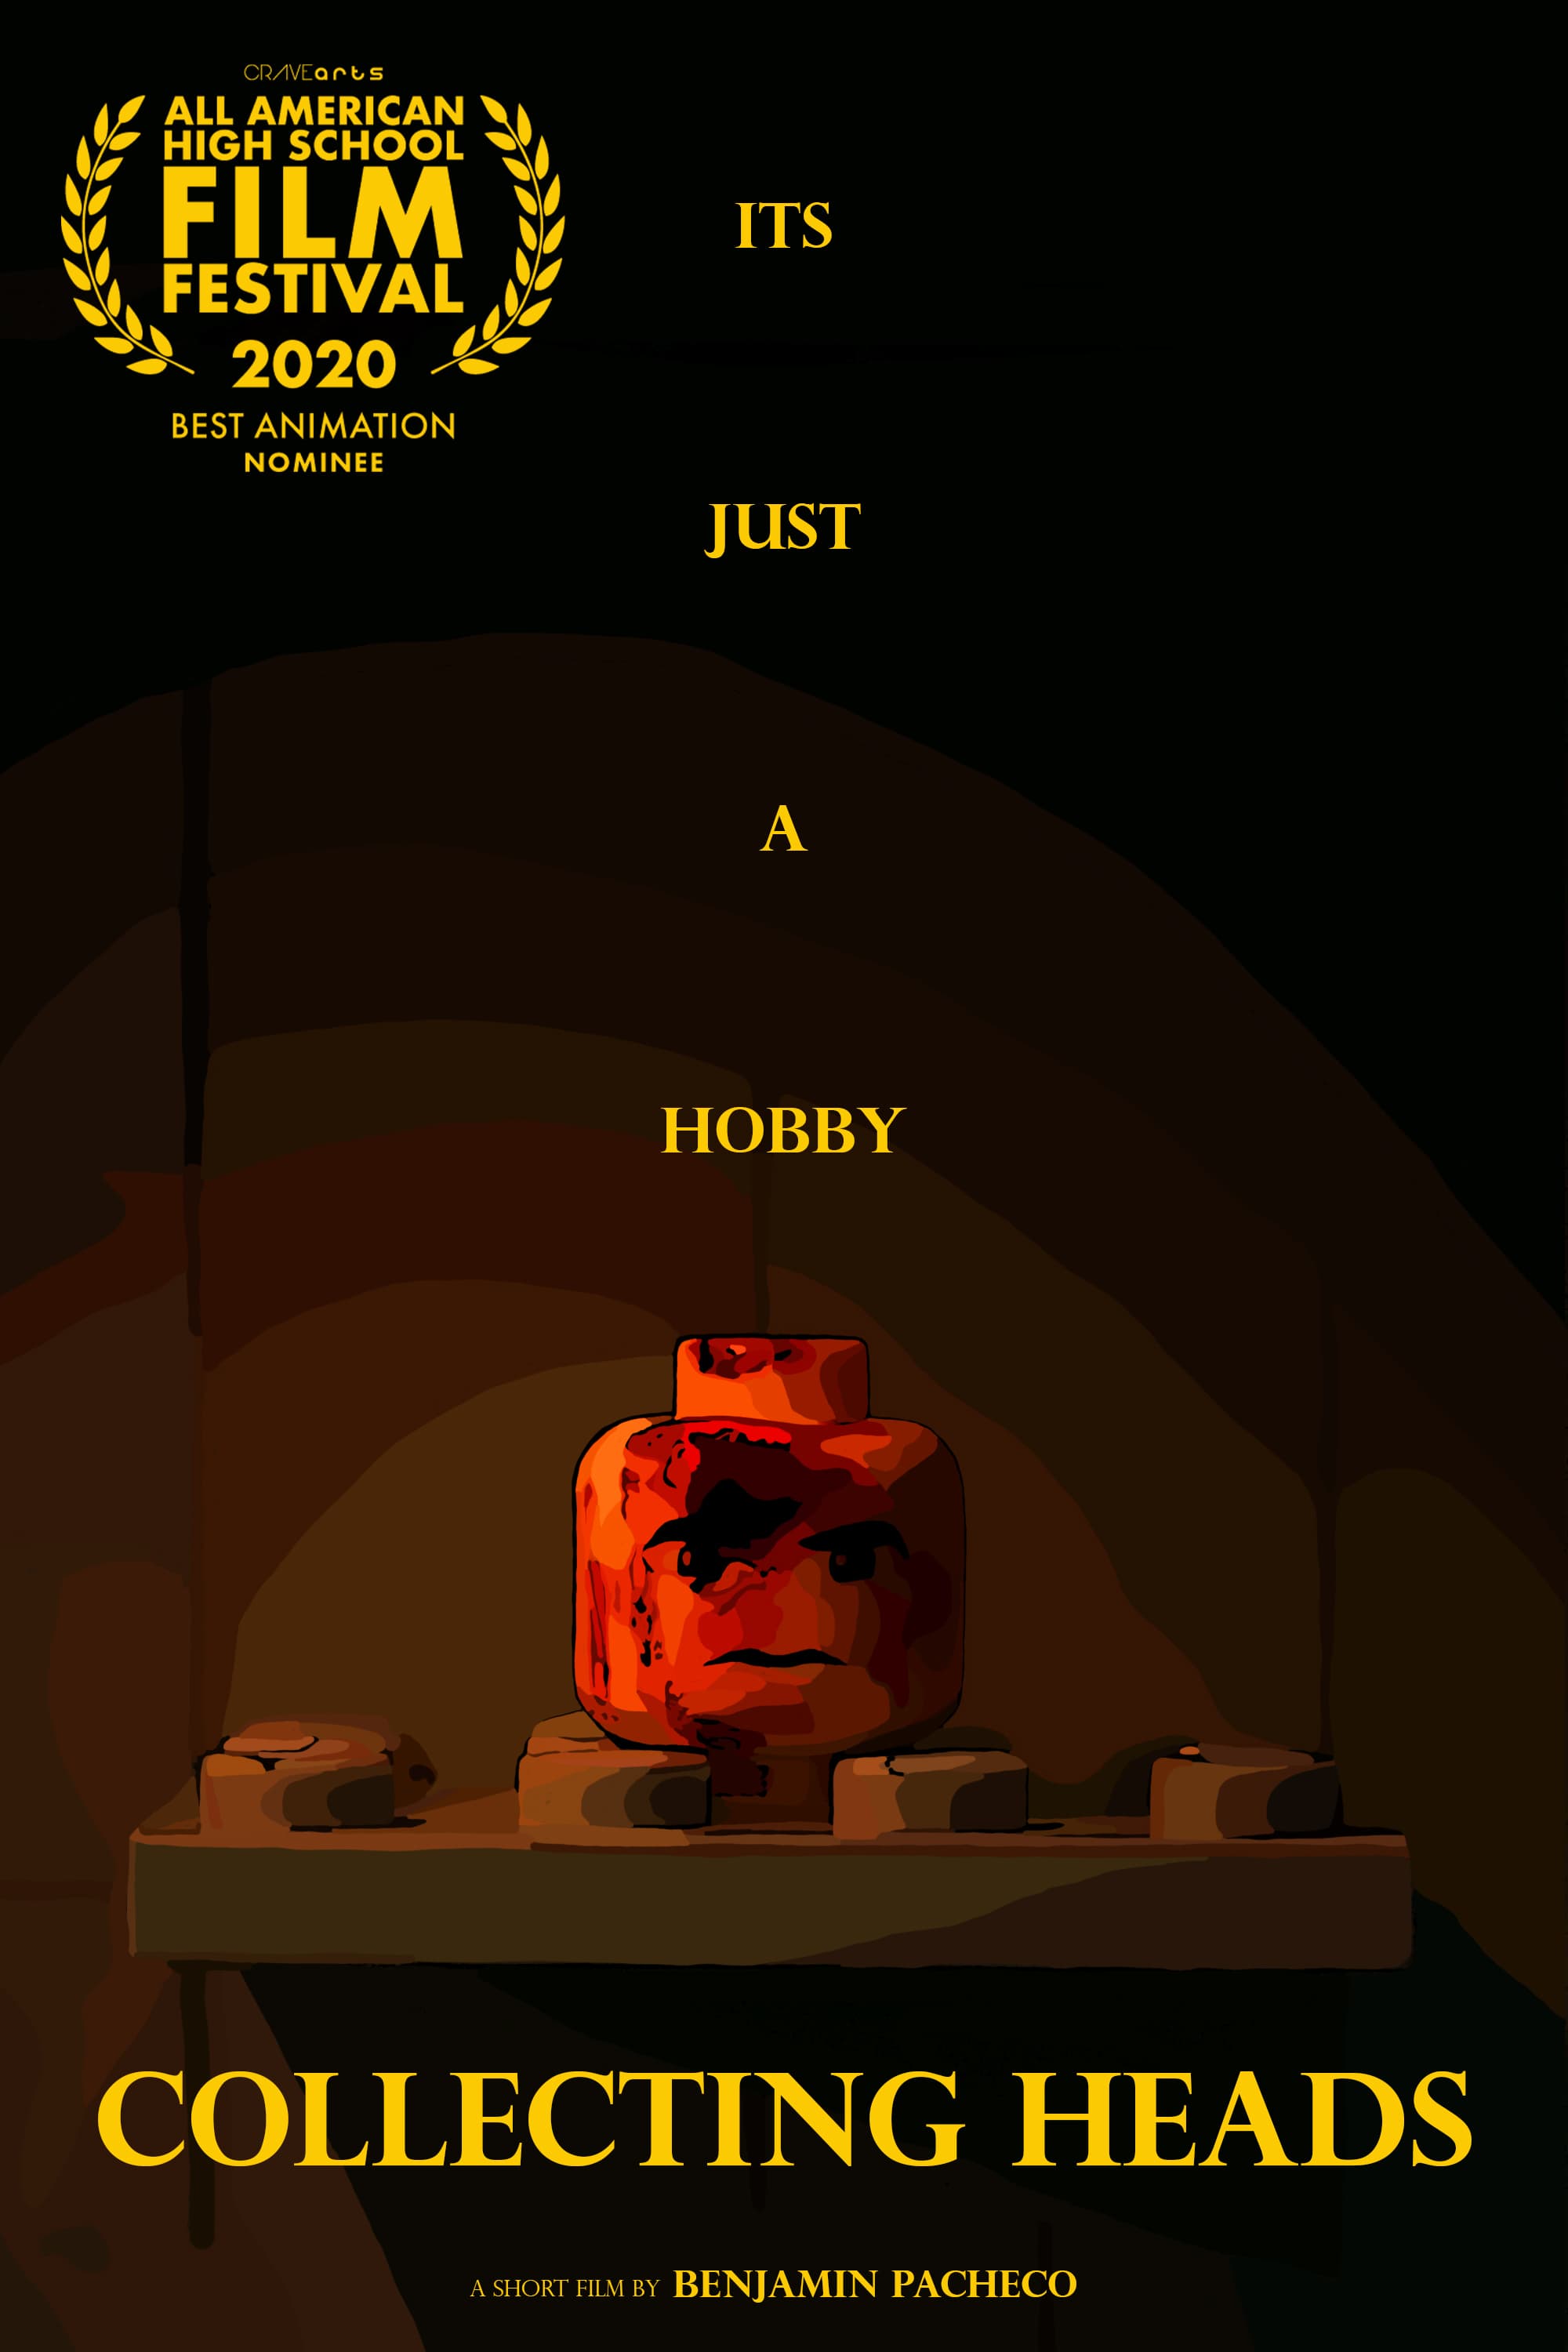 CRAVEarts
ALL AMERICAN
HIGH SCHOOL
FILM
FESTIVAL
2020
BEST ANIMATION
NOMINEE
ITS
JUST
A
HOBBY
COLLECTING HEADS
A SHORT FILM BY BENJAMIN PACHECO